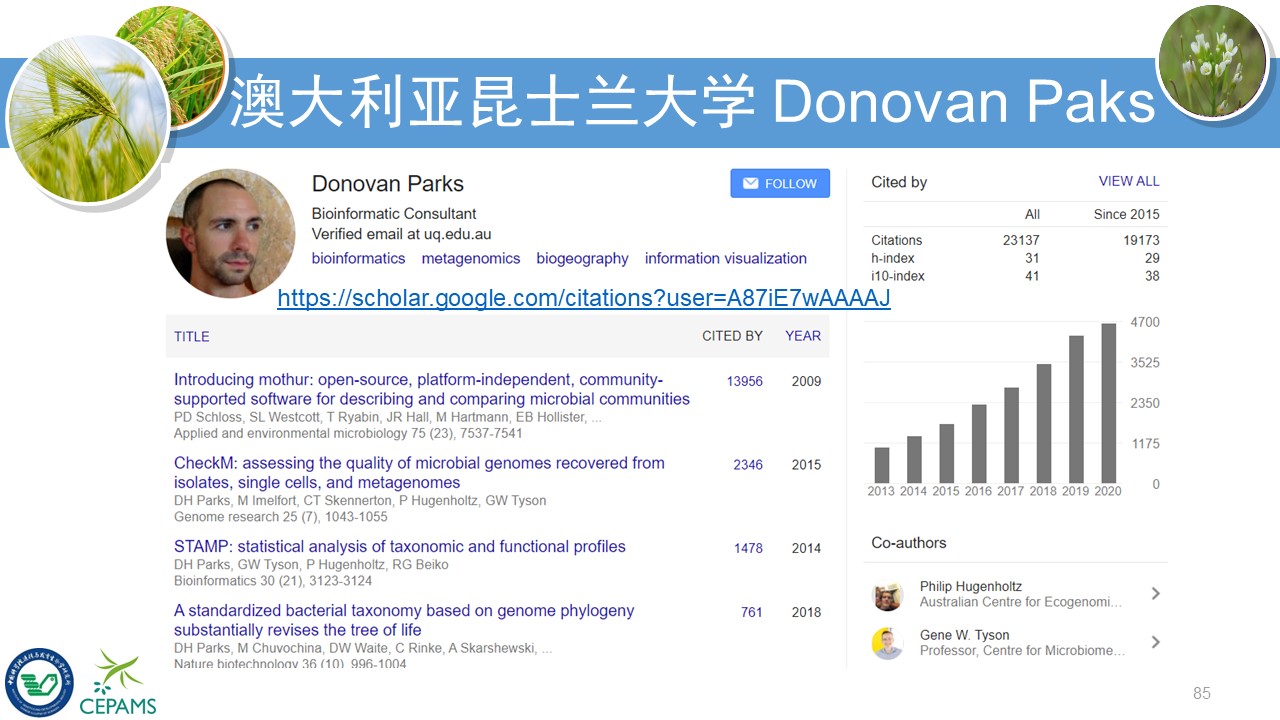 澳大利亚昆士兰大学 Donovan Paks
Donovan Parks
FOLLOW
Bioinformatic Consultant
Verified email at uq.edu.au
bioinformatics metagenomics biogeography information visualization
https://scholar.google.com/citations?user=A87iE7wAAAAJ
TITLE CITED BY YEAR
Introducing mothur: open-source, platform-independent, community-
supported software for describing and comparing microbial communities
13956 2009
PD Schloss, SL Westcott, T Ryabin, JR Hall, M Hartmann, EB Hollister, ...
Applied and environmental microbiology 75 (23), 7537-7541
CheckM: assessing the quality of microbial genomes recovered from
isolates, single cells, and metagenomes
2346 2015
DH Parks, M Imelfort, CT Skennerton, P Hugenholtz, GW Tyson
Genome research 25 (7), 1043-1055
STAMP: statistical analysis of taxonomic and functional profiles
1478 2014
DH Parks, GW Tyson, P Hugenholtz, RG Beiko
Bioinformatics 30 (21), 3123-3124
A standardized bacterial taxonomy based on genome phylogeny
substantially revises the tree of life
761 2018
DH Parks, M Chuvochina, DW Waite, C Rinke, A Skarshewski, ...
Nature biotechnology 36 (10), 996-1004
Cited by VIEW ALL
All Since 2015
Citations 23137 19173
h-index 31 29
i10-index 41 38
4700
3525
2350
1175
0
2013 2014 2015 2016 2017 2018 2019 2020
Co-authors
Philip Hugenholtz
Australian Centre for Ecogenomi...
Gene W. Tyson
Professor, Centre for Microbiome...
CEPAMS
85